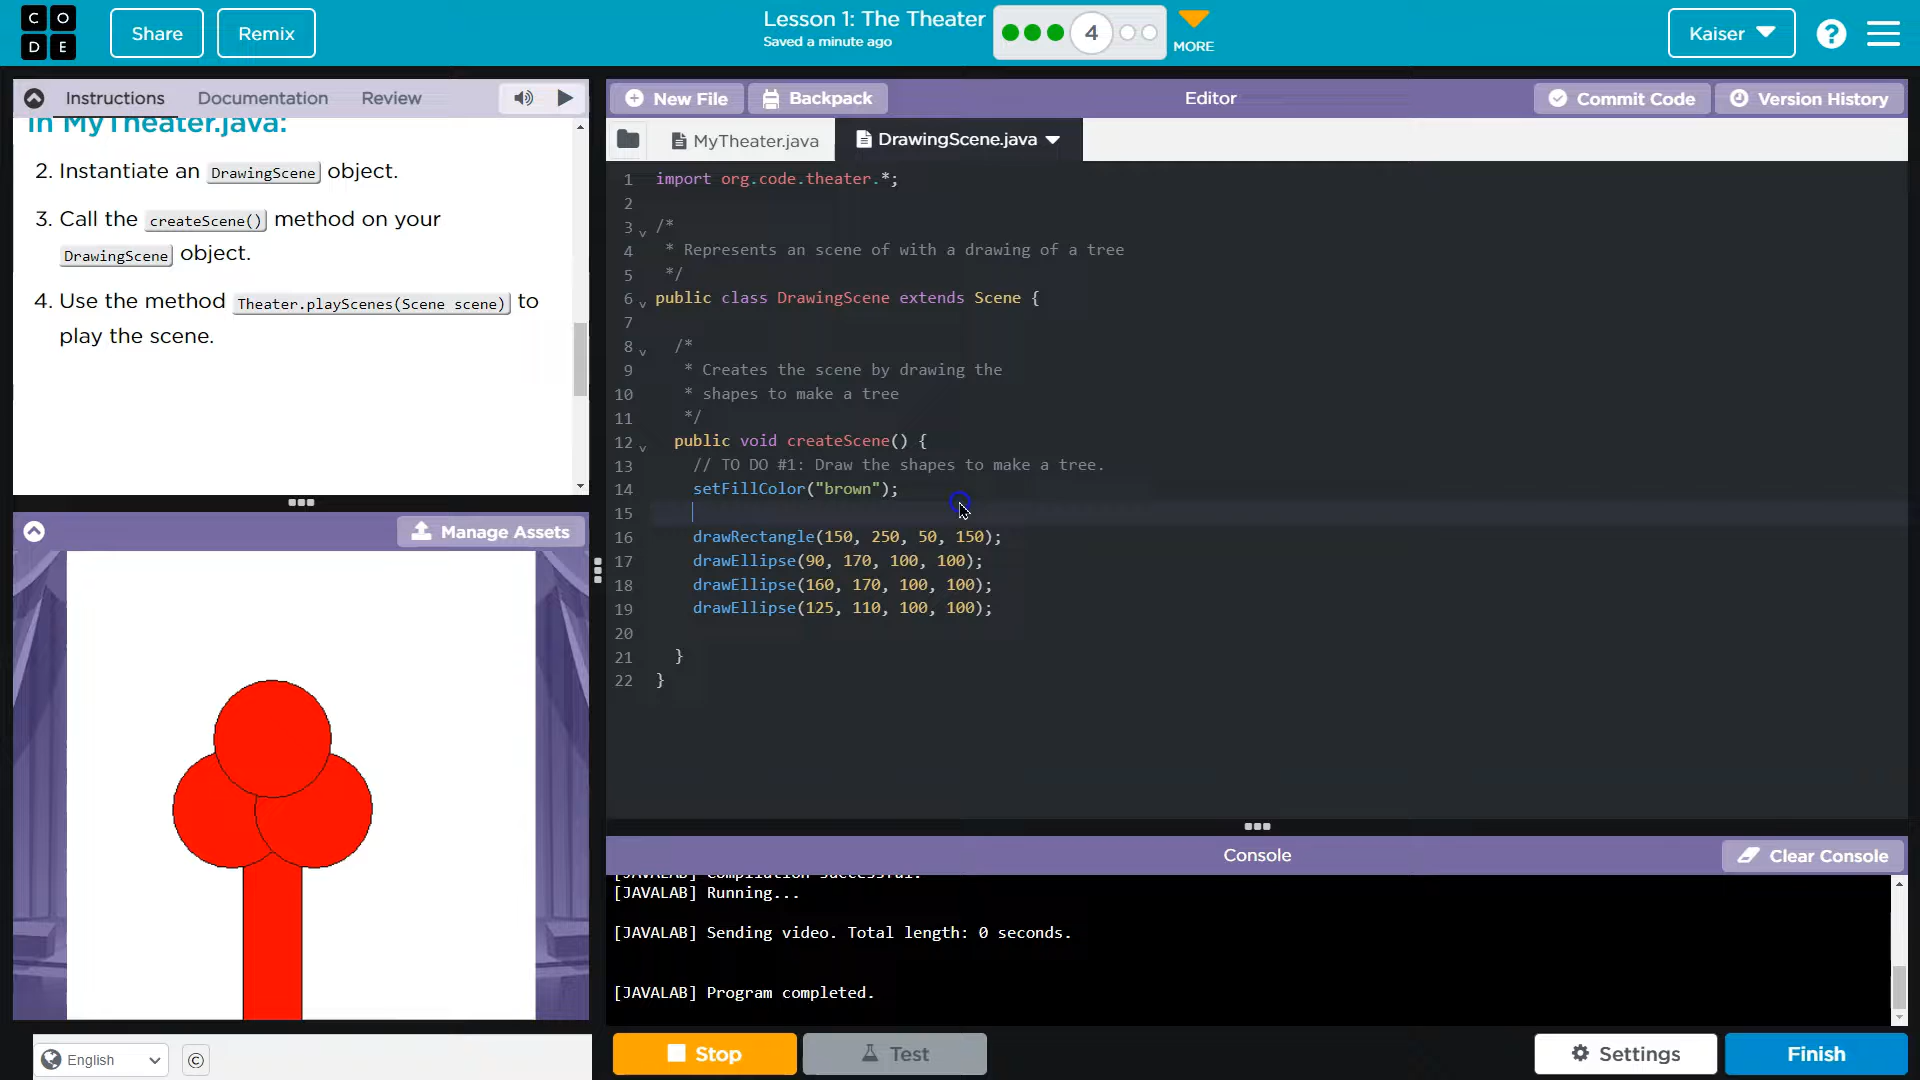 CO
DE
Share
Remix
Lesson 1: The Theater
Saved a minute ago
4
MORE
Kaiser
?
Instructions
Documentation
Review
In MyTheater.java:
2. Instantiate an DrawingScene object.
3. Call the createScene() method on your
DrawingScene object.
4. Use the method Theater.playScenes(Scene scene) to
play the scene.
Manage Assets
English
©
New File
Backpack
Editor
Commit Code
Version History
MyTheater.java
DrawingScene.java
1 import org.code.theater.*;
2
3 /*
4 * Represents an scene of with a drawing of a tree
5 */
6 public class DrawingScene extends Scene {
7
8 /*
9 * Creates the scene by drawing the
10 * shapes to make a tree
11 */
12 public void createScene() {
13 // TO DO #1: Draw the shapes to make a tree.
14 setFillColor("brown");
15
16 drawRectangle(150, 250, 50, 150);
17 drawEllipse(90, 170, 100, 100);
18 drawEllipse(160, 170, 100, 100);
19 drawEllipse(125, 110, 100, 100);
20
21 }
22 }
Console
Clear Console
[JAVALAB] Compilation successful.
[JAVALAB] Running...
[JAVALAB] Sending video. Total length: 0 seconds.
[JAVALAB] Program completed.
Stop
Test
Settings
Finish